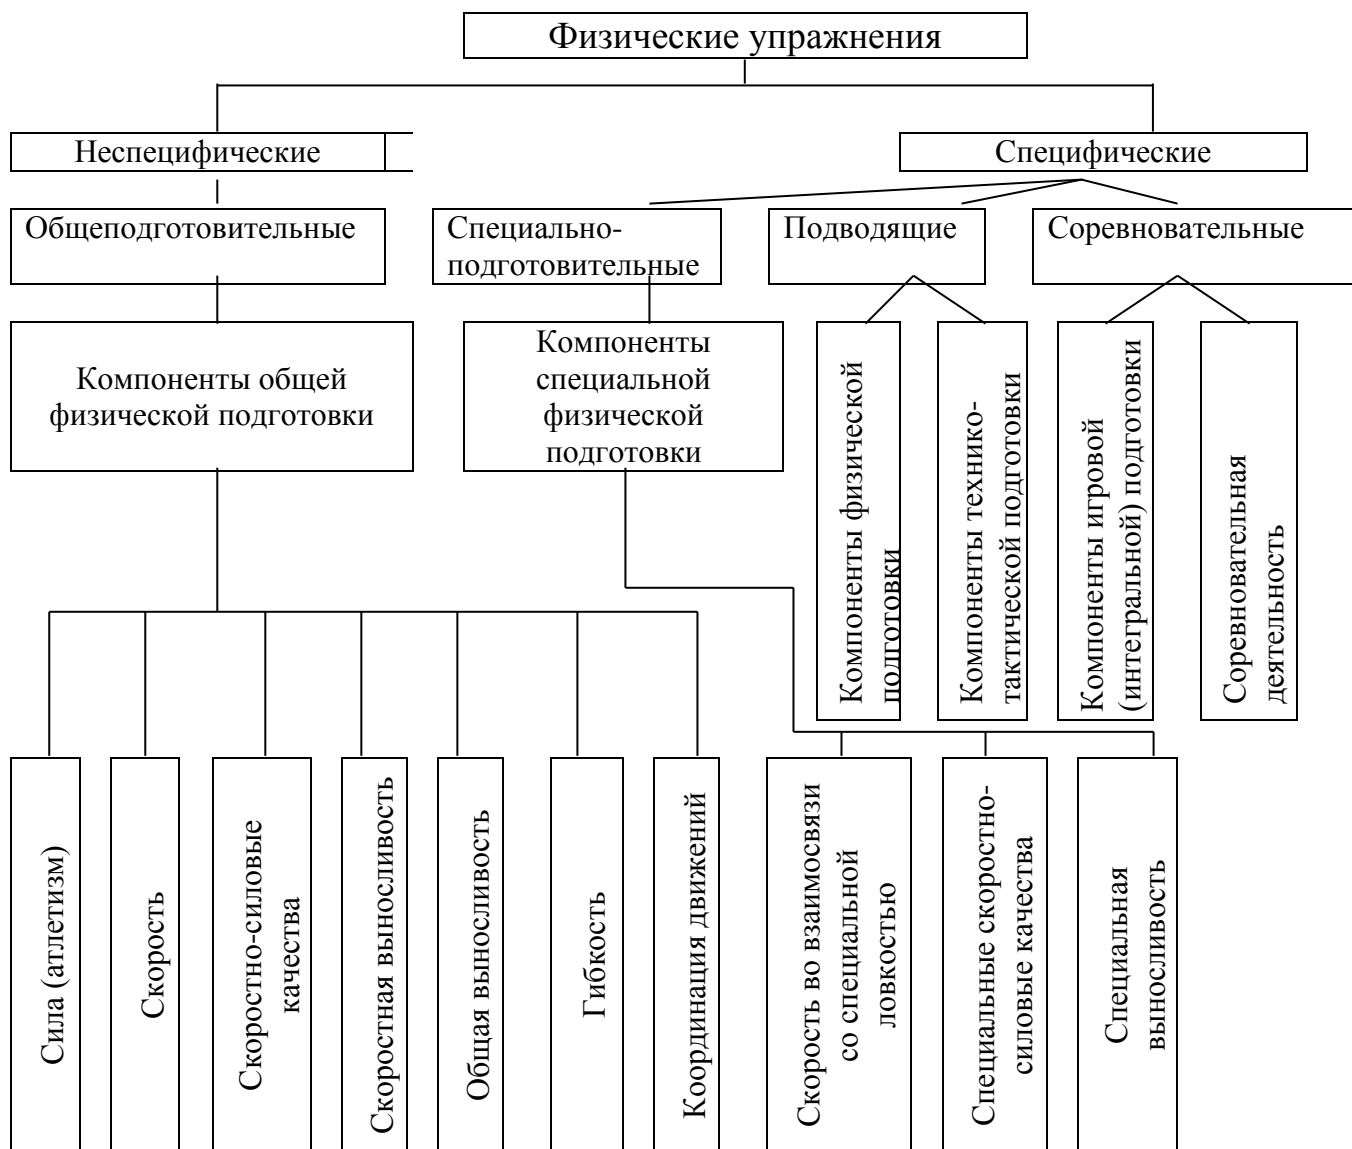 Физические упражнения
Неспецифические
Специфические
Общеподготовительные
Специально-
подготовительные
Подводящие
Соревновательные
Компоненты общей
физической подготовки
Компоненты
специальной
физической
подготовки
Компоненты физической
подготовки
Компоненты технико-
тактической подготовки
Компоненты игровой
(интегральной) подготовки
Соревновательная
деятельность
Сила (атлетизм)
Скорость
Скоростно-силовые
качества
Скоростная выносливость
Общая выносливость
Гибкость
Координация движений
Скорость во взаимосвязи
со специальной
ловкостью
Специальные скоростно-
силовые качества
Специальная
выносливость